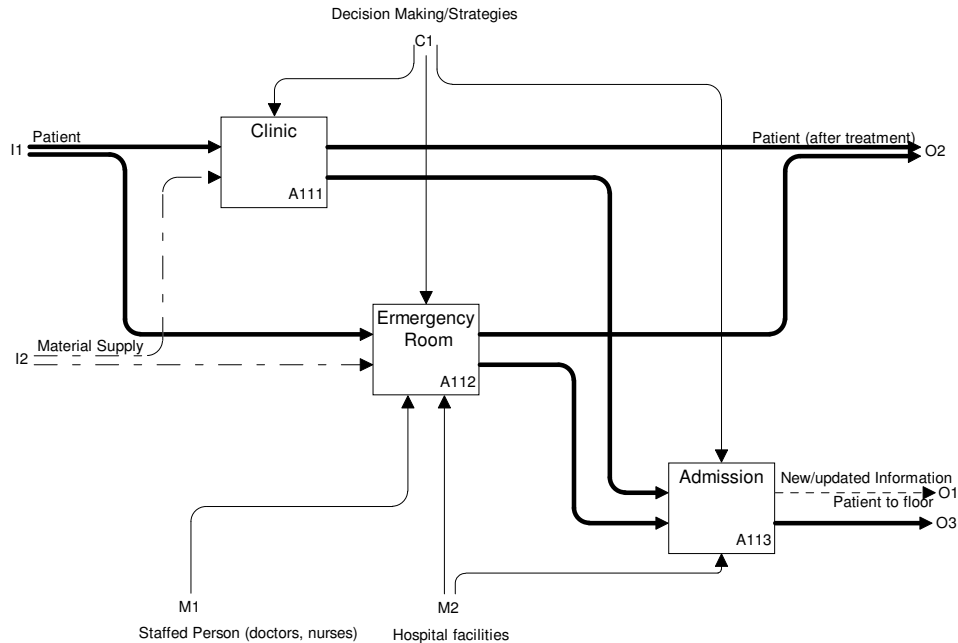 Decision Making/Strategies
C1
Clinic
Patient
Patient (after treatment)
I1
O2
A111
Ermergency
Room
Material Supply
I2
A112
Admission
New/updated Information
O1
Patient to floor
O3
A113
M1
M2
Staffed Person (doctors, nurses)
Hospital facilities